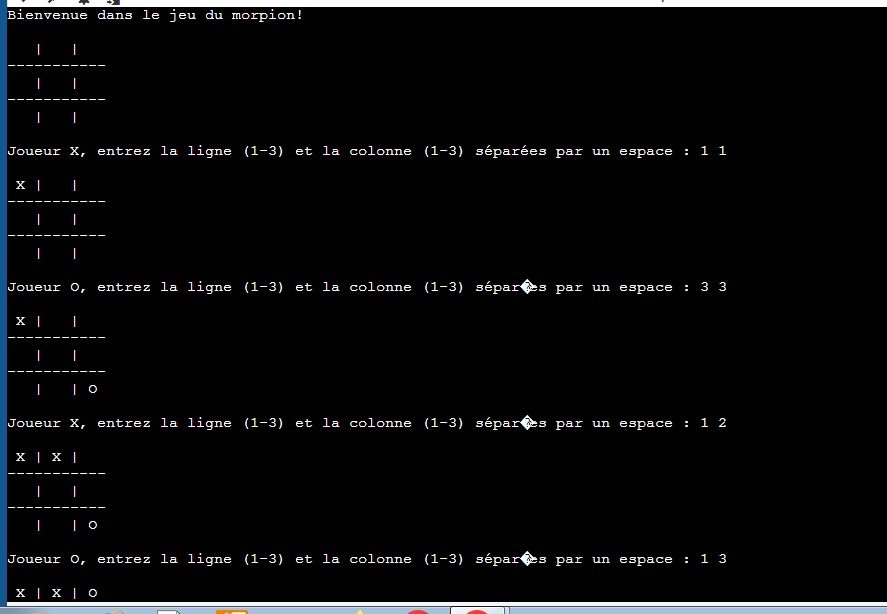 Bienvenue dans le jeu du morpion!
   |   |
-----------
   |   |
-----------
   |   |
Joueur X, entrez la ligne (1-3) et la colonne (1-3) séparées par un espace : 1 1
 X |   |
-----------
   |   |
-----------
   |   |
Joueur O, entrez la ligne (1-3) et la colonne (1-3) sépar�es par un espace : 3 3
 X |   |
-----------
   |   |
-----------
   |   | O
Joueur X, entrez la ligne (1-3) et la colonne (1-3) sépar�es par un espace : 1 2
 X | X |
-----------
   |   |
-----------
   |   | O
Joueur O, entrez la ligne (1-3) et la colonne (1-3) sépar�es par un espace : 1 3
 X | X | O